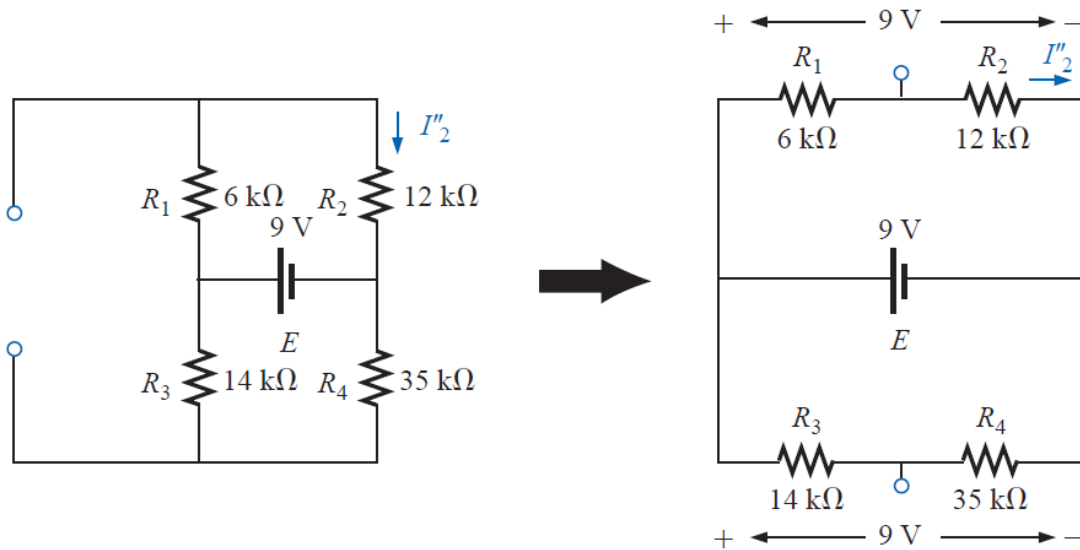 I″2
R1 6 kΩ R2 12 kΩ
9 V
E
R3 14 kΩ R4 35 kΩ
+ 9 V −
R1 R2 I″2
6 kΩ 12 kΩ
9 V
E
R3 R4
14 kΩ 35 kΩ
+ 9 V −